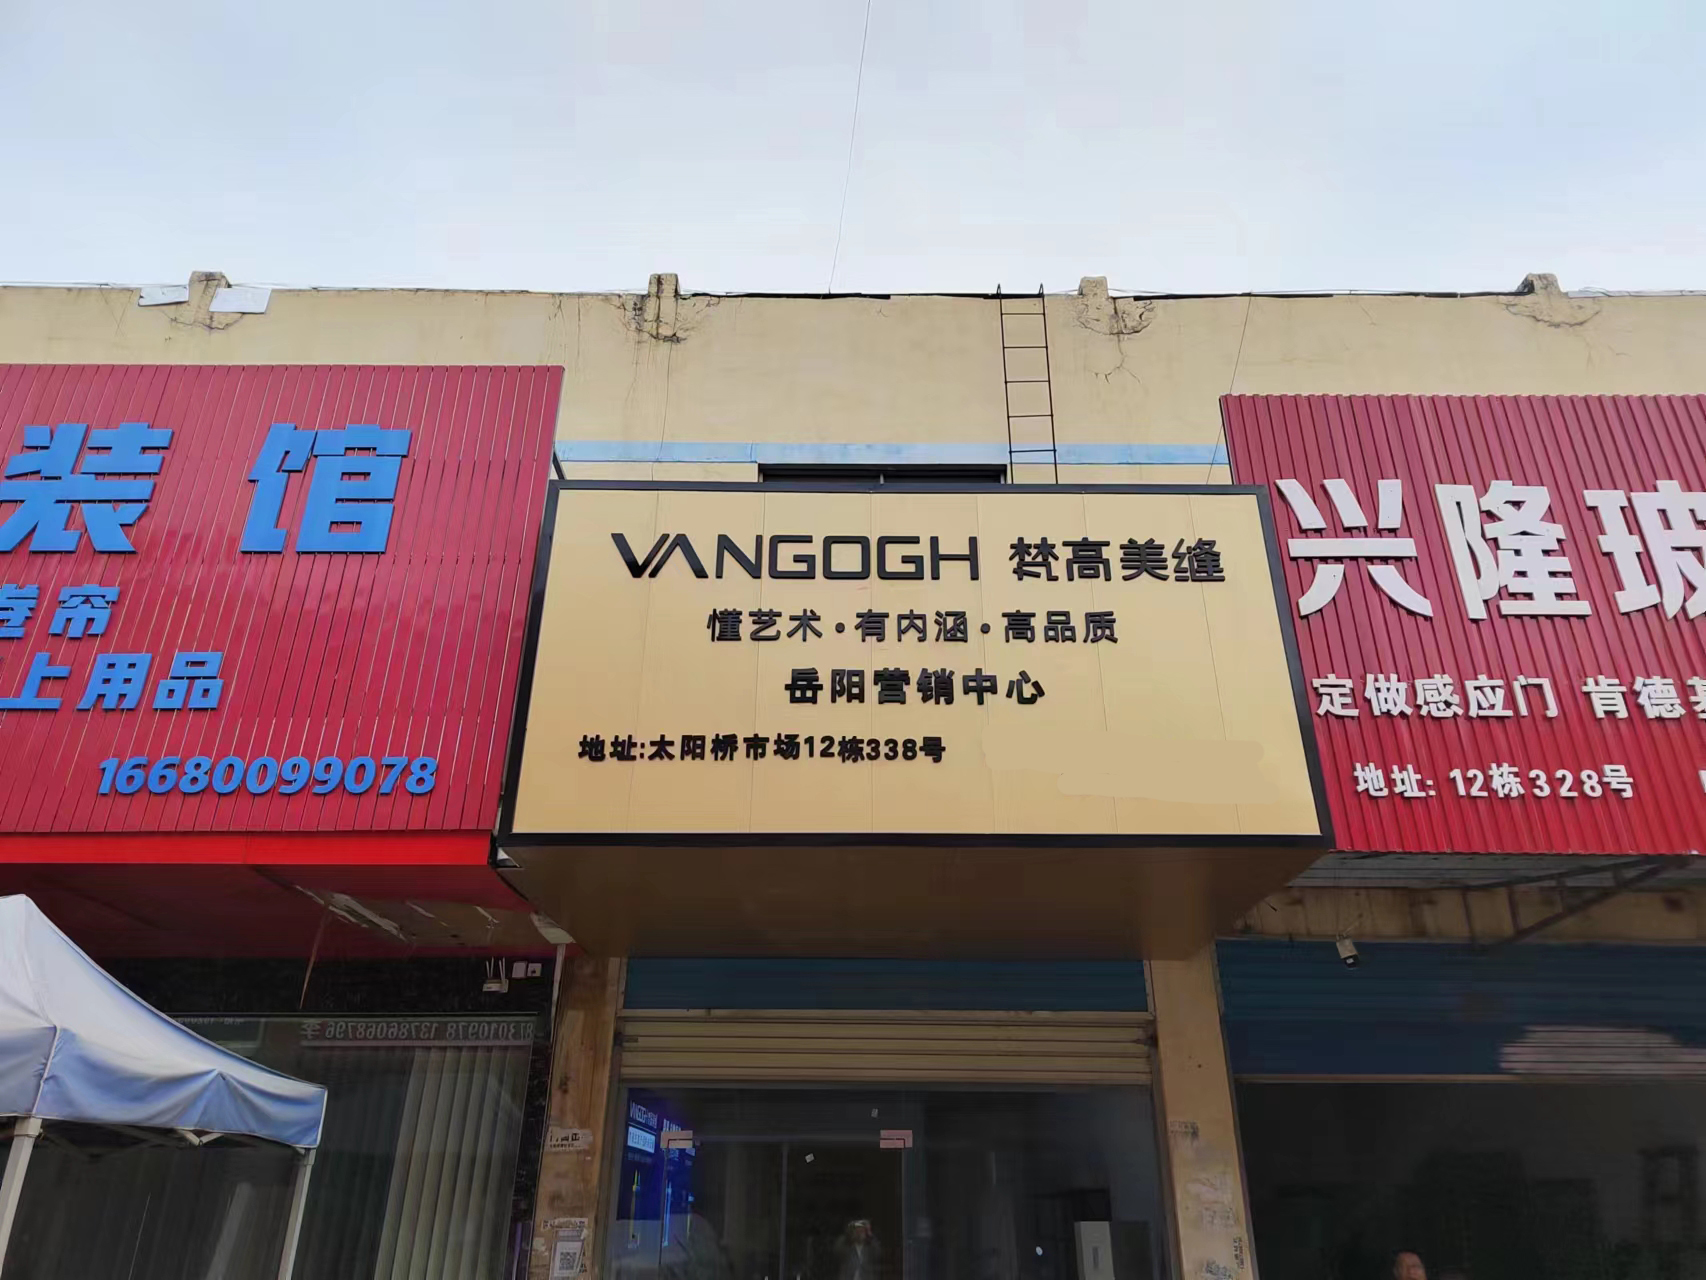 装馆
卷帘
上用品
16680099078
VANGOGH 梵高美缝
懂艺术·有内涵·高品质
岳阳营销中心
地址:太阳桥市场12栋338号
兴隆玻
定做感应门 肯德基
地址: 12栋328号
13786068796